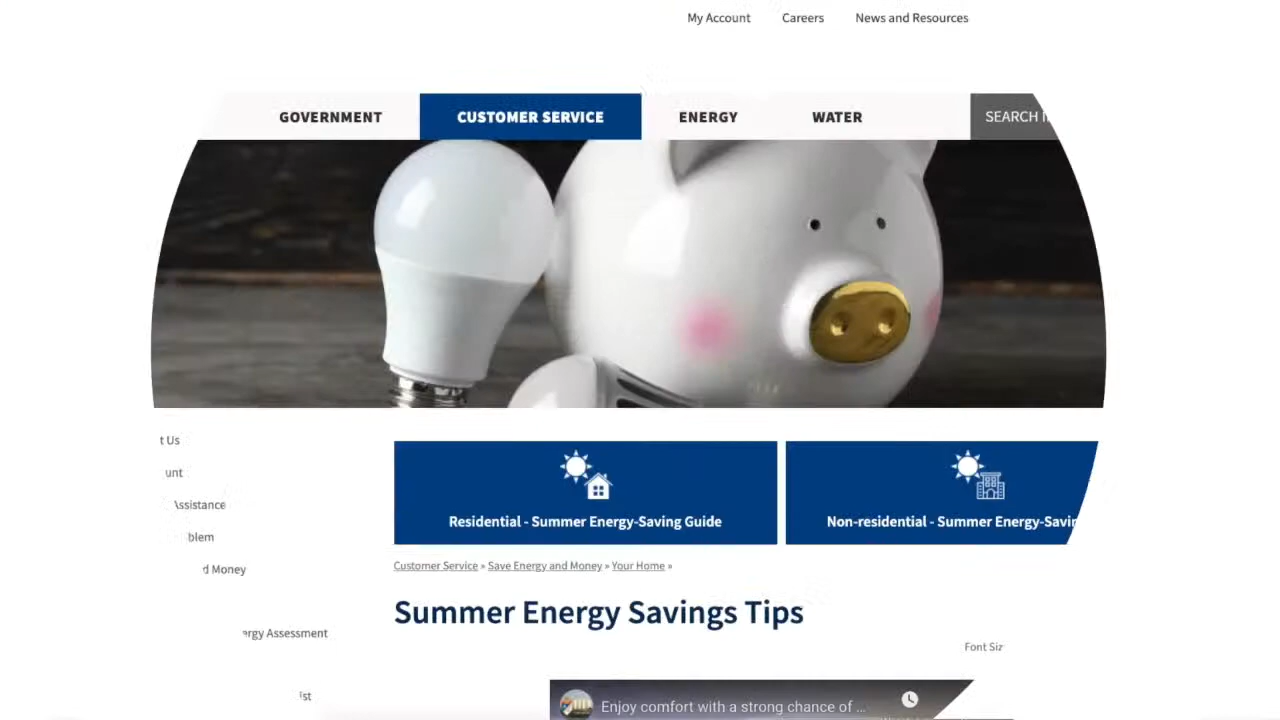 My Account Careers News and Resources
GOVERNMENT CUSTOMER SERVICE ENERGY WATER SEARCH
t Us
unt
Assistance
blem
d Money
rgy Assessment
Residential - Summer Energy-Saving Guide
Non-residential - Summer Energy-Savin
Customer Service » Save Energy and Money » Your Home »
Summer Energy Savings Tips
Font Siz
Enjoy comfort with a strong chance of ...